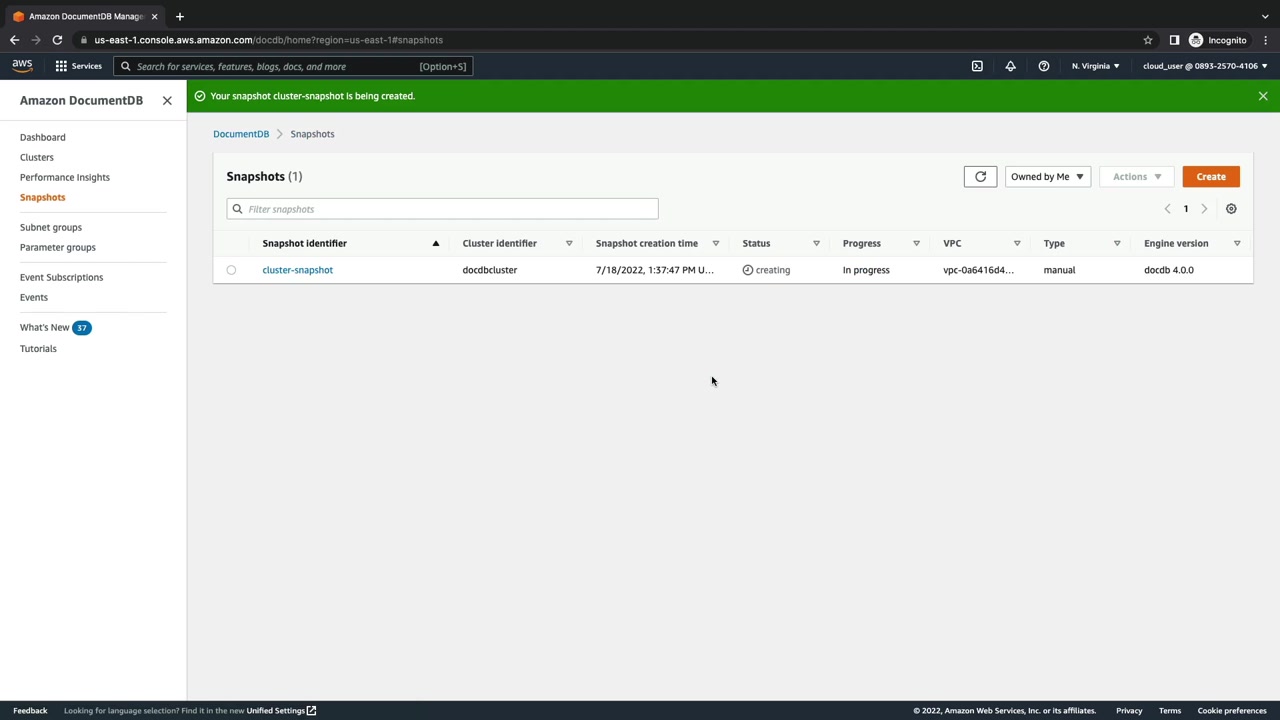 Amazon DocumentDB Manage
us-east-1.console.aws.amazon.com/docdb/home?region=us-east-1#snapshots
Incognito
aws
Services
Search for services, features, blogs, docs, and more
[Option+S]
N. Virginia
cloud_user @ 0893-2570-4106
Amazon DocumentDB
Dashboard
Clusters
Performance Insights
Snapshots
Subnet groups
Parameter groups
Event Subscriptions
Events
What's New 37
Tutorials
Your snapshot cluster-snapshot is being created.
DocumentDB > Snapshots
Snapshots (1)
Owned by Me
Actions
Create
Filter snapshots
1
Snapshot identifier Cluster identifier Snapshot creation time Status Progress VPC Type Engine version
cluster-snapshot docdbcluster 7/18/2022, 1:37:47 PM U... creating In progress vpc-0a6416d4... manual docdb 4.0.0
Feedback
Looking for language selection? Find it in the new Unified Settings
© 2022, Amazon Web Services, Inc. or its affiliates.
Privacy
Terms
Cookie preferences